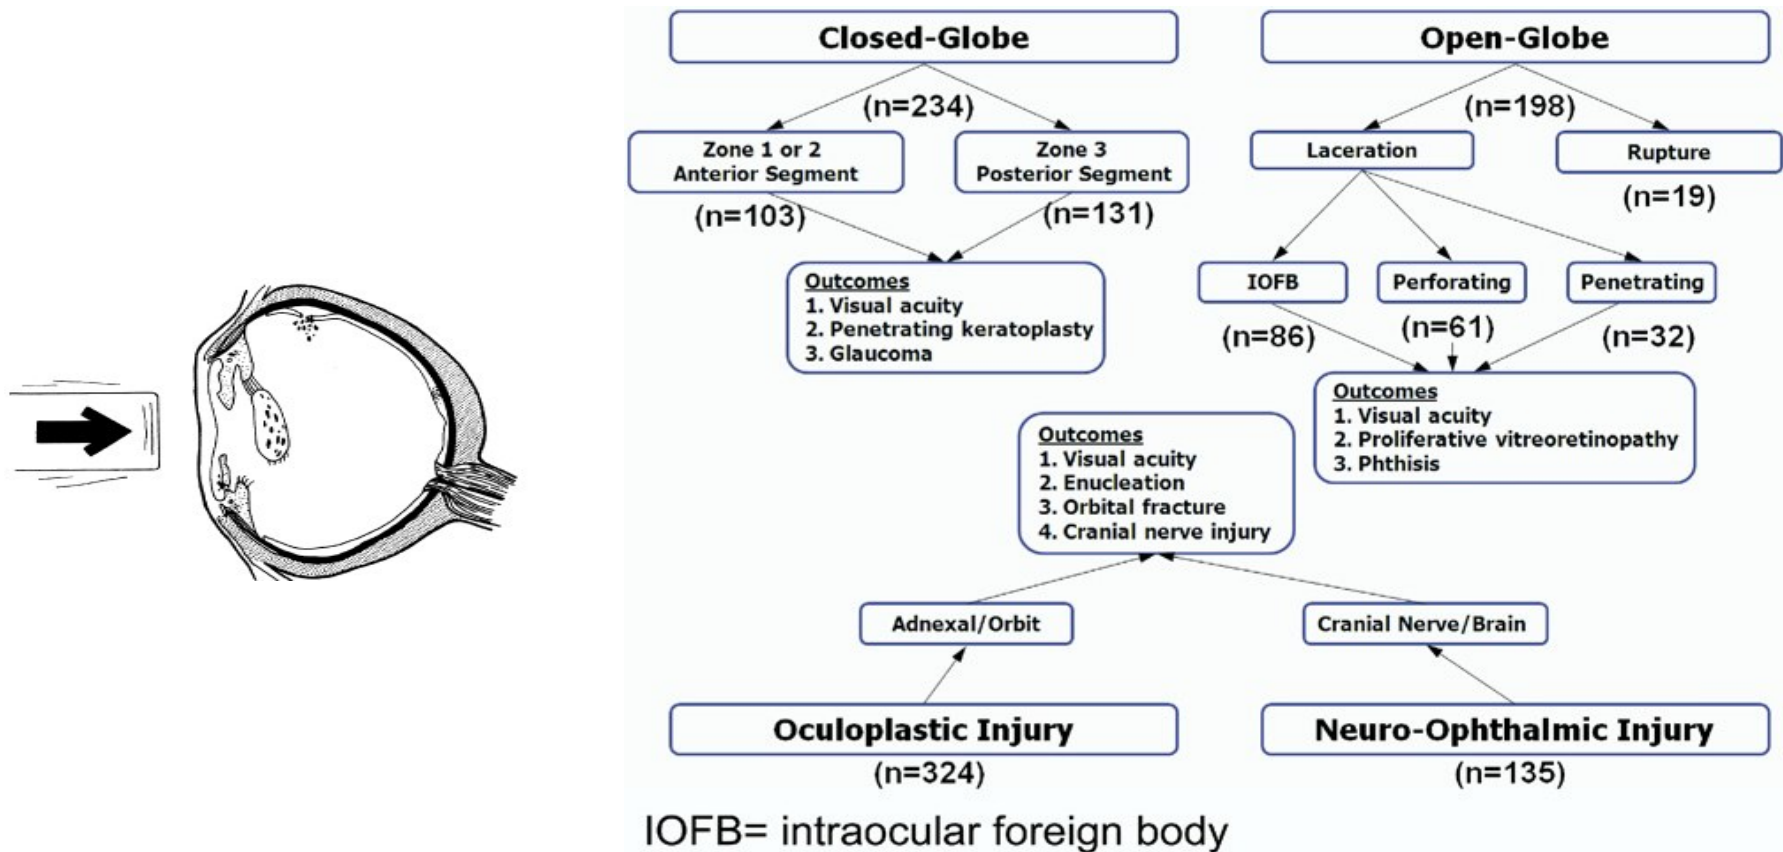 Closed-Globe
(n=234)
Zone 1 or 2
Anterior Segment
(n=103)
Zone 3
Posterior Segment
(n=131)
Outcomes
1. Visual acuity
2. Penetrating keratoplasty
3. Glaucoma
Open-Globe
(n=198)
Laceration
Rupture
(n=19)
IOFB
(n=86)
Perforating
(n=61)
Penetrating
(n=32)
Outcomes
1. Visual acuity
2. Proliferative vitreoretinopathy
3. Phthisis
Outcomes
1. Visual acuity
2. Enucleation
3. Orbital fracture
4. Cranial nerve injury
Adnexal/Orbit
Cranial Nerve/Brain
Oculoplastic Injury
(n=324)
Neuro-Ophthalmic Injury
(n=135)
IOFB= intraocular foreign body